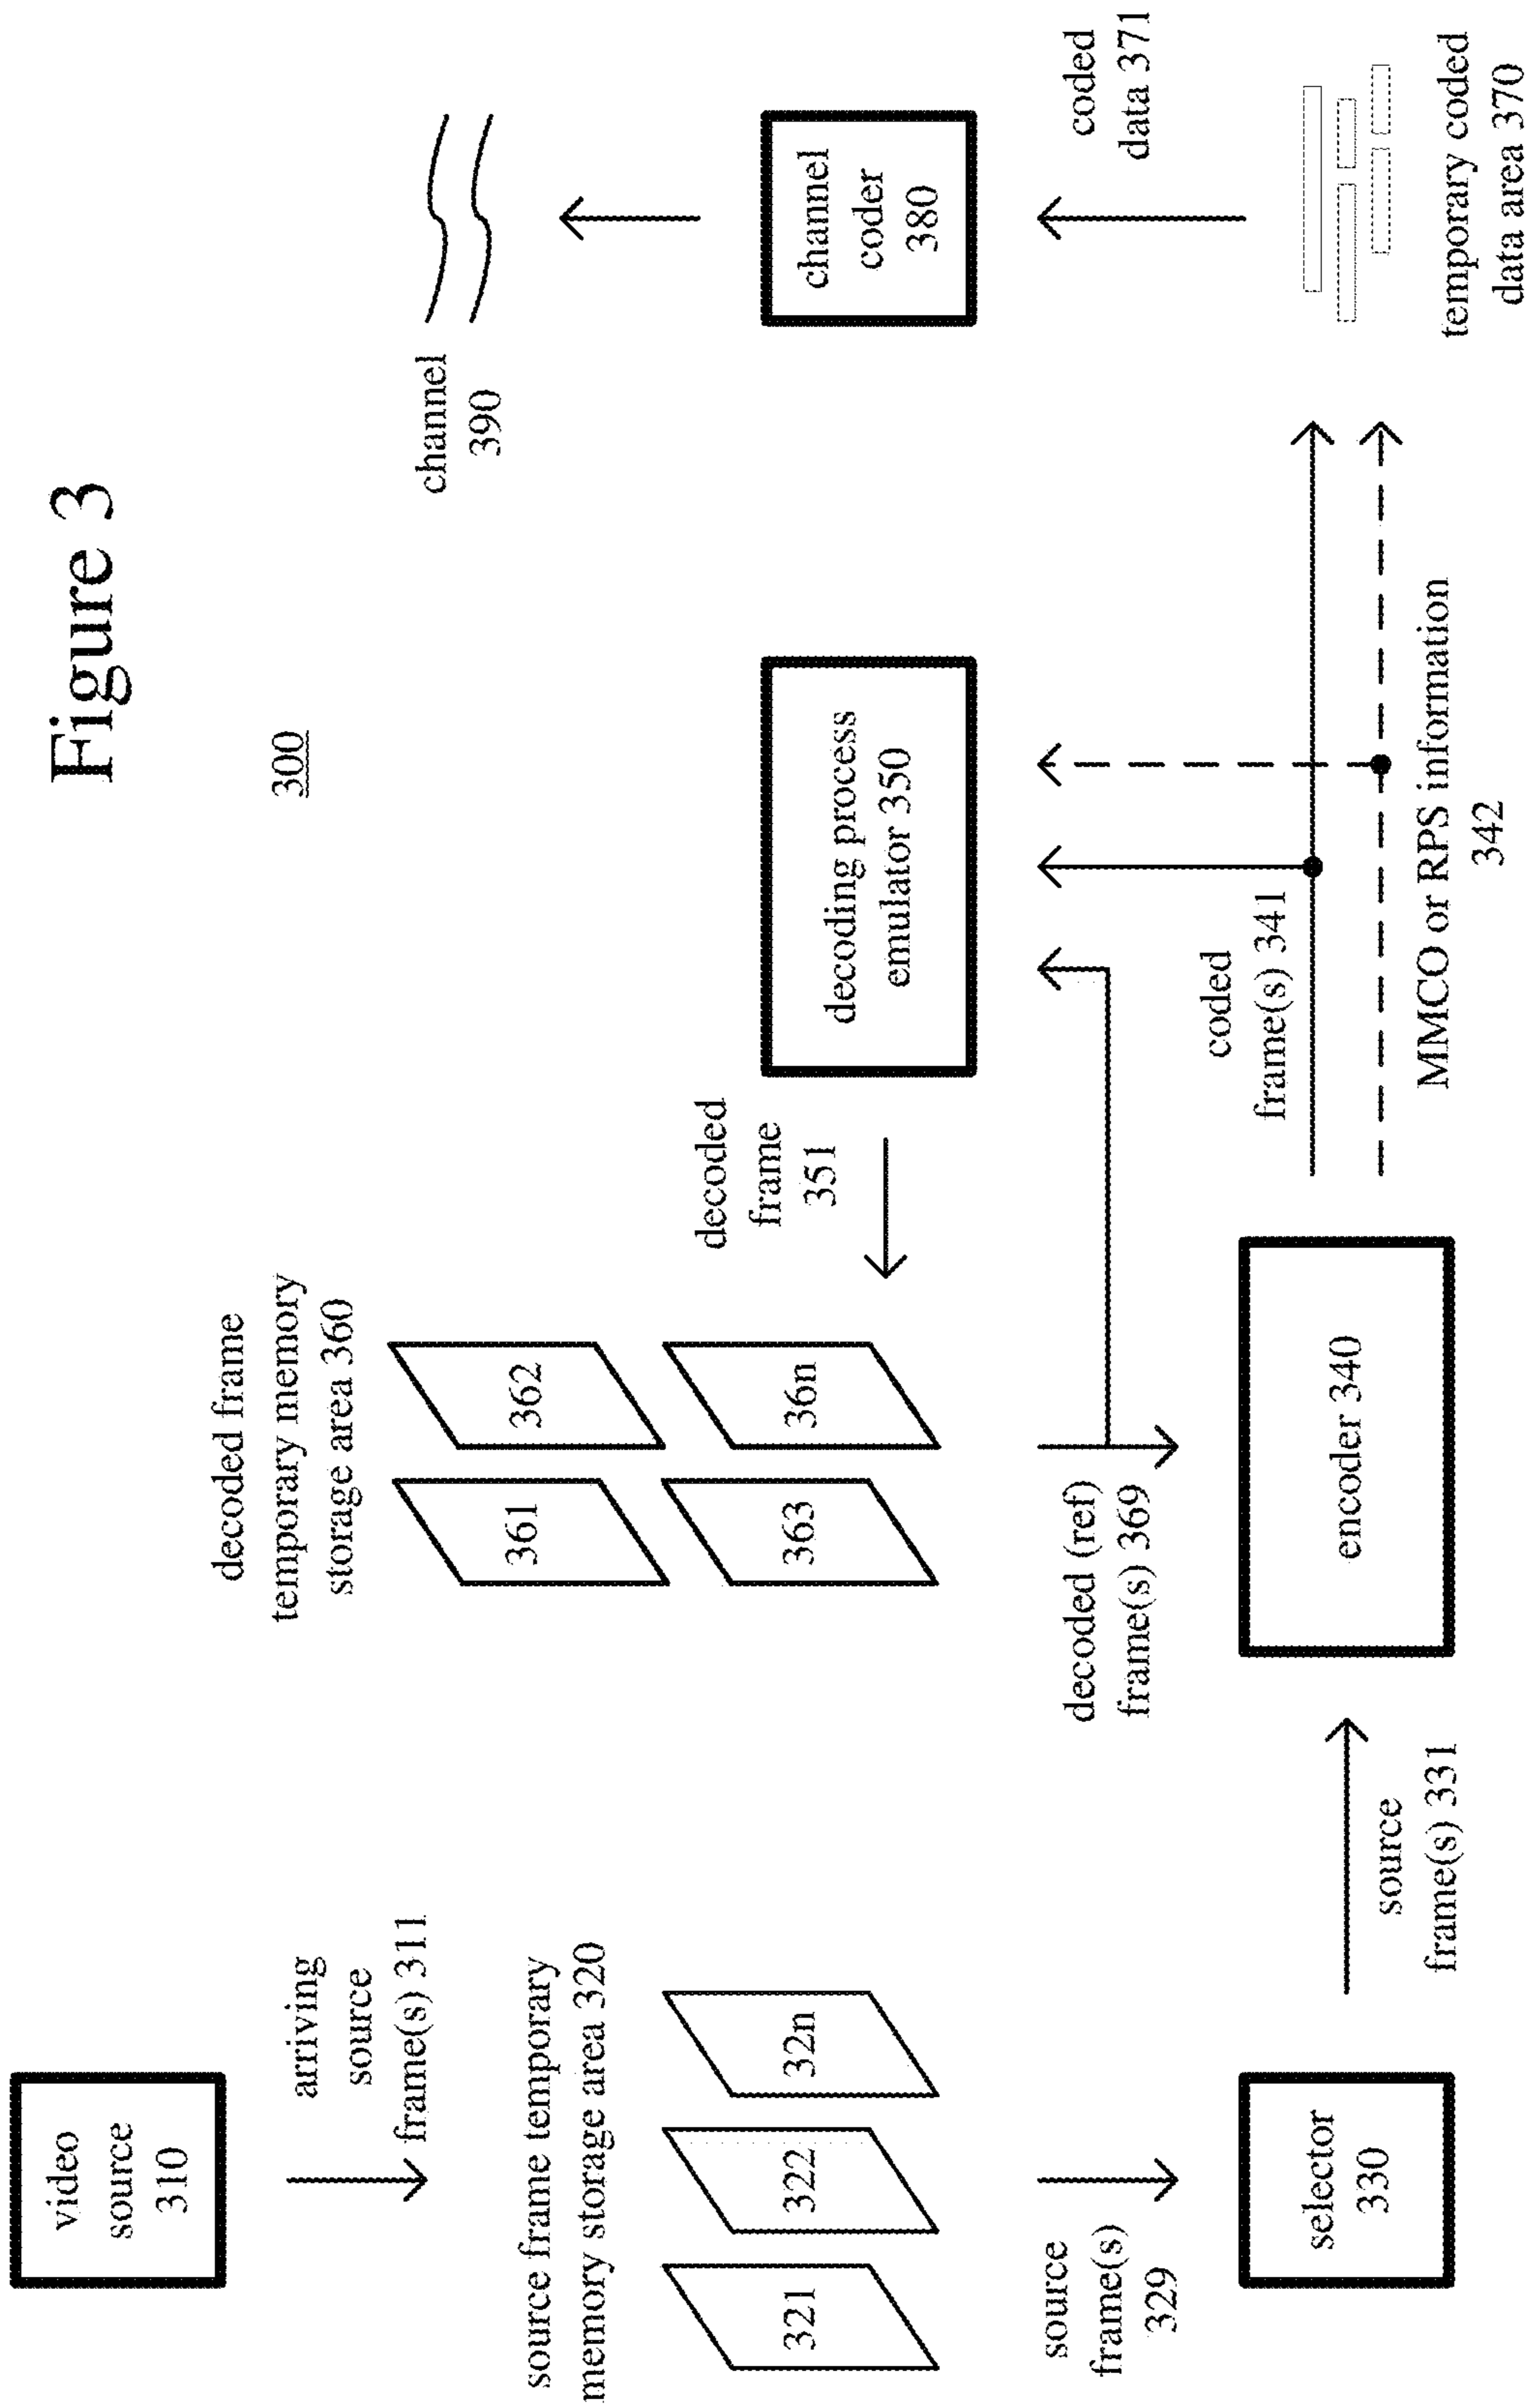 Figure 3
300
video
source
310
arriving
source
frame(s) 311
source frame temporary
memory storage area 320
321
322
32n
source
frame(s)
329
selector
330
source
frame(s) 331
decoded frame
temporary memory
storage area 360
361
362
363
36n
decoded
frame
351
decoded (ref)
frame(s) 369
encoder 340
decoding process
emulator 350
coded
frame(s) 341
MMCO or RPS information
342
channel
390
channel
coder
380
coded
data 371
temporary coded
data area 370